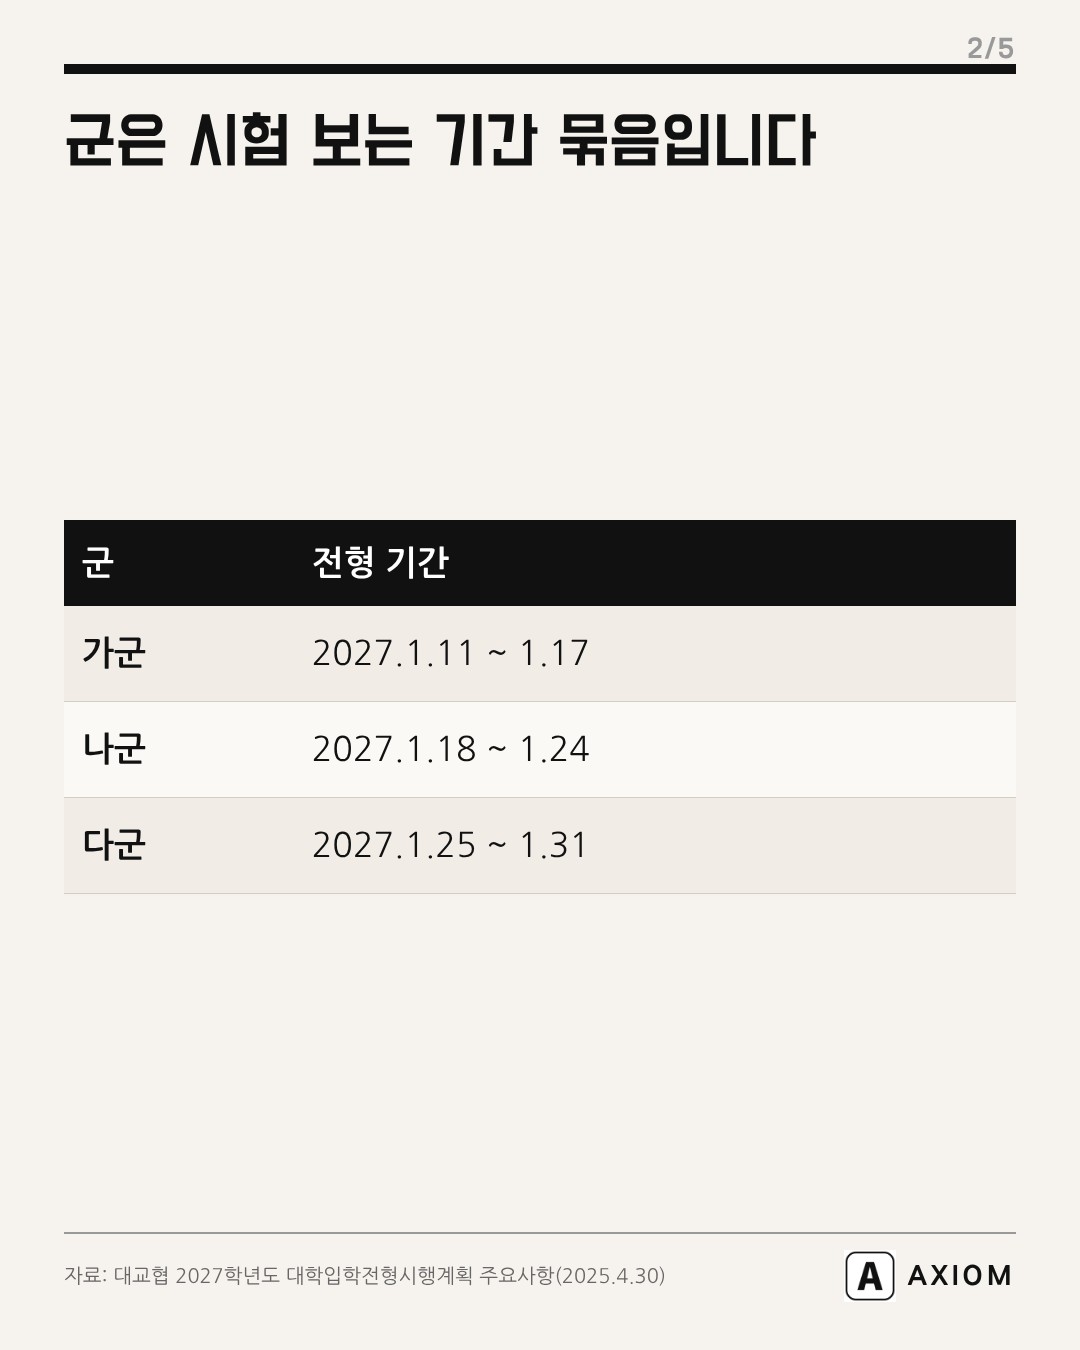 2/5
군은 시험 보는 기간 묶음입니다
군 전형 기간
가군 2027.1.11 ~ 1.17
나군 2027.1.18 ~ 1.24
다군 2027.1.25 ~ 1.31
자료: 대교협 2027학년도 대학입학전형시행계획 주요사항(2025.4.30)
A AXIOM